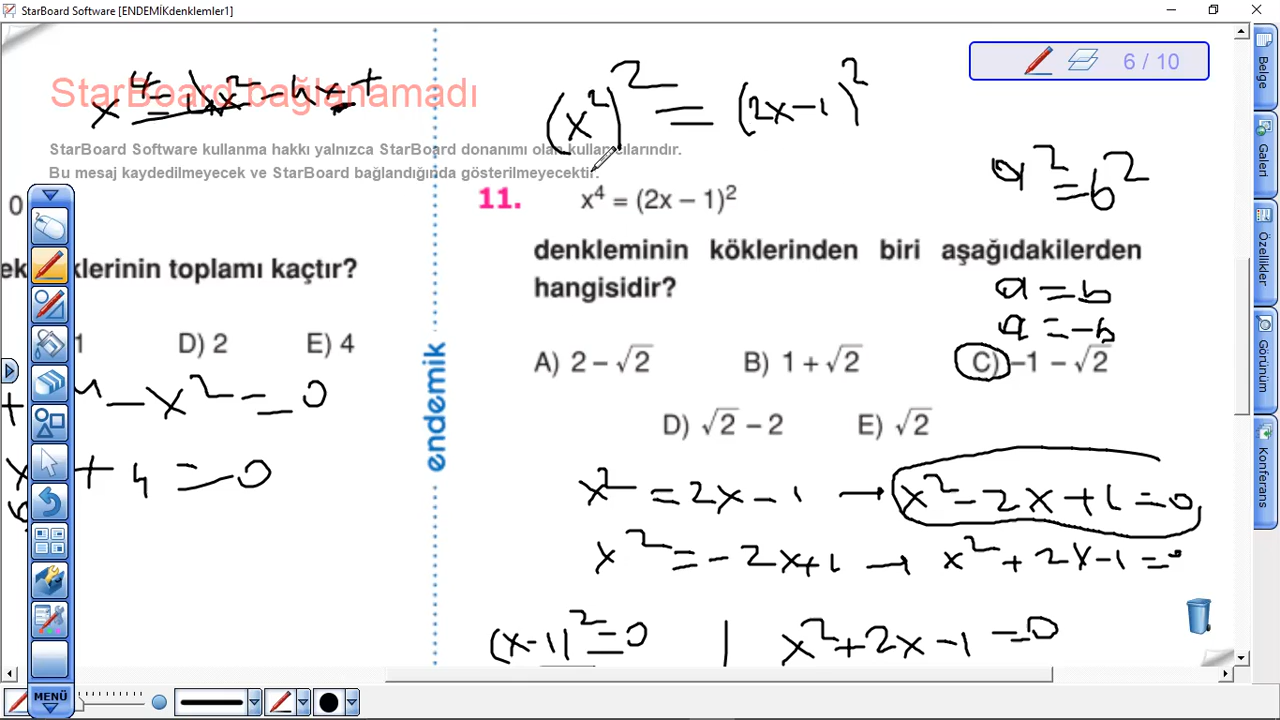 StarBoard Software [ENDEMİKdenklemler1]
6 / 10
StarBoard bağlanamadı
StarBoard Software kullanma hakkı yalnızca StarBoard donanımı olan kullanıcılarındır.
Bu mesaj kaydedilmeyecek ve StarBoard bağlandığında gösterilmeyecektir.
(x²)² = (2x-1)²
a² = b²
a = b
a = -b
11. x⁴ = (2x – 1)²
denkleminin köklerinden biri aşağıdakilerden
hangisidir?
A) 2 – √2 B) 1 + √2 C) –1 – √2
D) √2 – 2 E) √2
x² = 2x - 1 → x² - 2x + 1 = 0
x² = -2x+1 → x² + 2x - 1 = 0
(x-1)² = 0 | x² + 2x - 1 = 0
0
klerinin toplamı kaçtır?
1 D) 2 E) 4
- x² = 0
+ 4 = 0
endemik
MENÜ
Belge
Galeri
Özellikler
Görünüm
Konferans